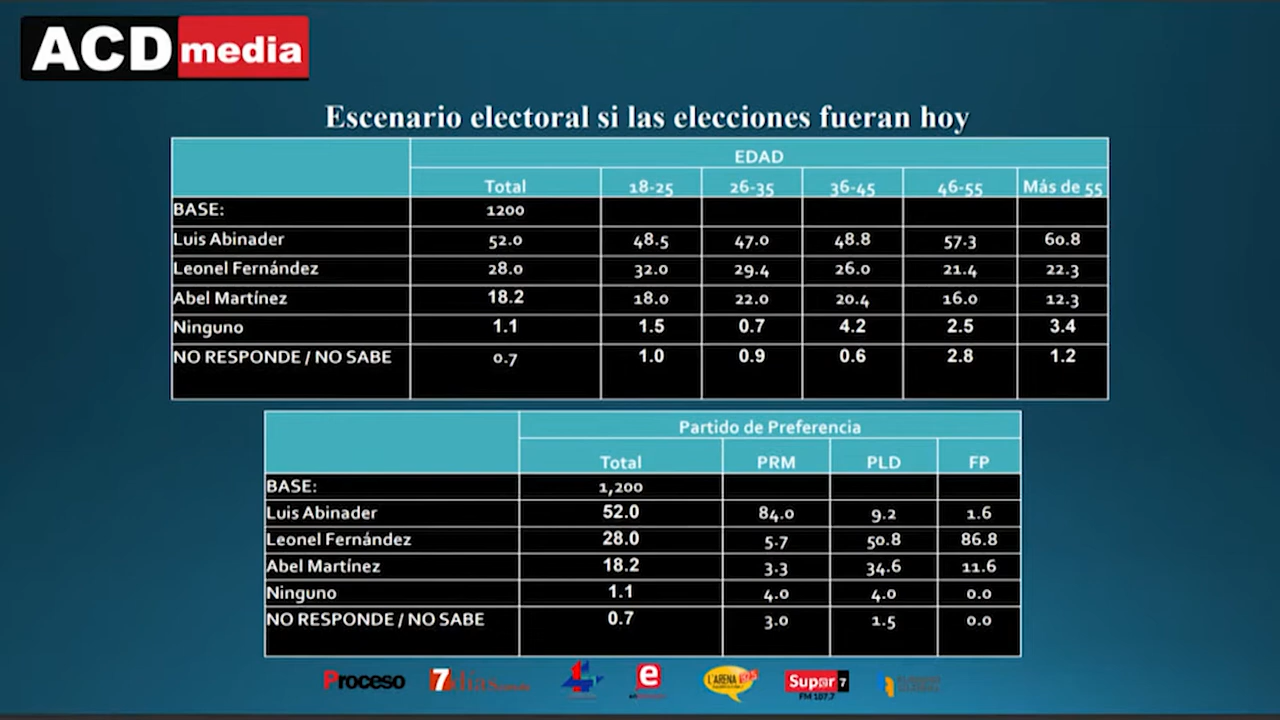 ACD media
Escenario electoral si las elecciones fueran hoy
EDAD
Total 18-25 26-35 36-45 46-55 Más de 55
BASE: 1200
Luis Abinader 52.0 48.5 47.0 48.8 57.3 60.8
Leonel Fernández 28.0 32.0 29.4 26.0 21.4 22.3
Abel Martínez 18.2 18.0 22.0 20.4 16.0 12.3
Ninguno 1.1 1.5 0.7 4.2 2.5 3.4
NO RESPONDE / NO SABE 0.7 1.0 0.9 0.6 2.8 1.2
Partido de Preferencia
Total PRM PLD FP
BASE: 1,200
Luis Abinader 52.0 84.0 9.2 1.6
Leonel Fernández 28.0 5.7 50.8 86.8
Abel Martínez 18.2 3.3 34.6 11.6
Ninguno 1.1 4.0 4.0 0.0
NO RESPONDE / NO SABE 0.7 3.0 1.5 0.0
Proceso 7días e L'ARENA Super 7
FM 107.7